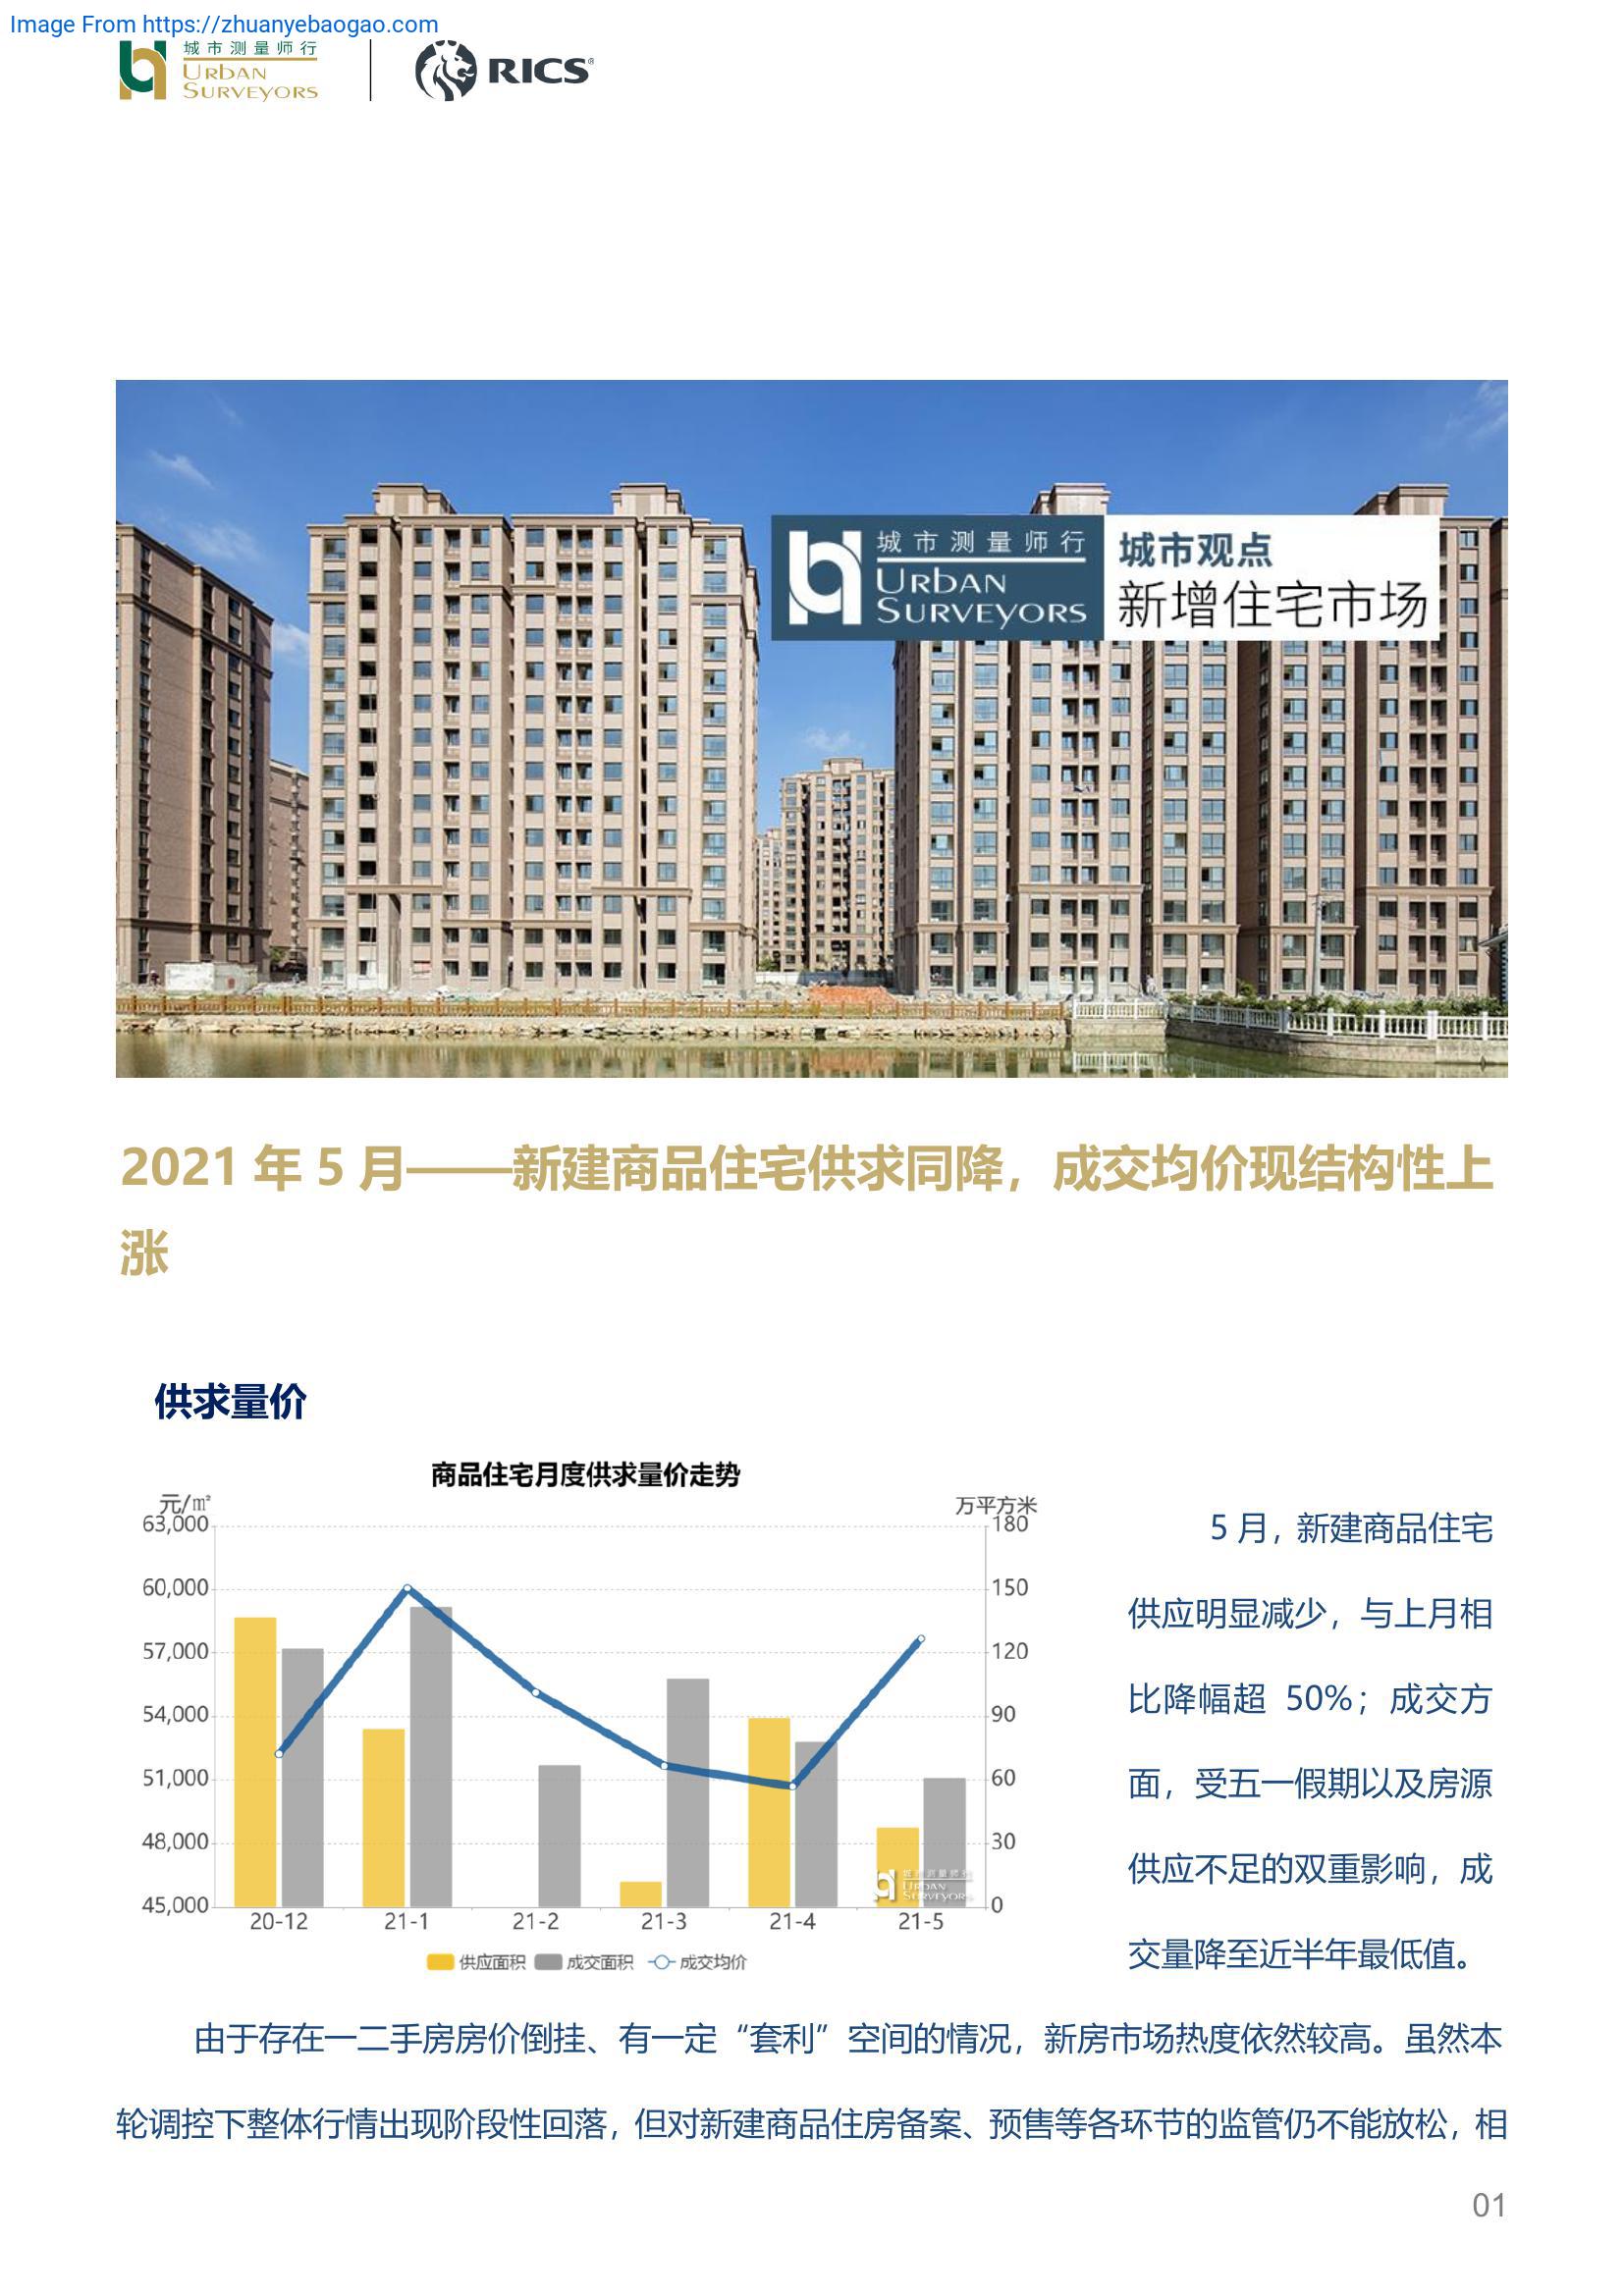 Image From https://zhuanyebaogao.com
城市测量师行
URBAN
SURVEYORS
RICS®
城市测量师行
URBAN
SURVEYORS
城市观点
新增住宅市场
2021 年 5 月——新建商品住宅供求同降，成交均价现结构性上
涨
供求量价
商品住宅月度供求量价走势
元/㎡
万平方米
63,000
60,000
57,000
54,000
51,000
48,000
45,000
180
150
120
90
60
30
0
20-12
21-1
21-2
21-3
21-4
21-5
城市测量师行
URBAN
SURVEYORS
供应面积
成交面积
成交均价
5 月，新建商品住宅
供应明显减少，与上月相
比降幅超 50%；成交方
面，受五一假期以及房源
供应不足的双重影响，成
交量降至近半年最低值。
由于存在一二手房房价倒挂、有一定“套利”空间的情况，新房市场热度依然较高。虽然本
轮调控下整体行情出现阶段性回落，但对新建商品住房备案、预售等各环节的监管仍不能放松，相
01